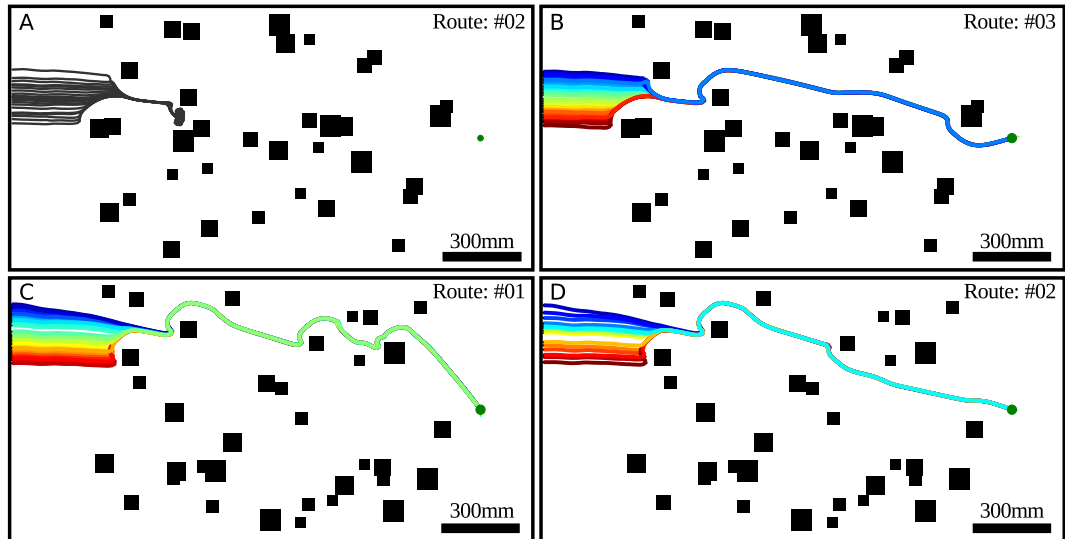 A Route: #02
300mm
B Route: #03
300mm
C Route: #01
300mm
D Route: #02
300mm